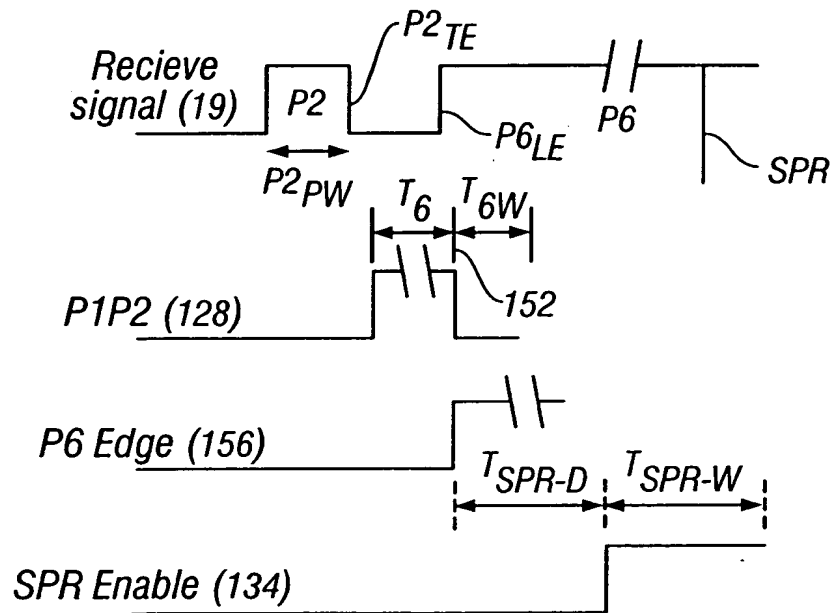 P2TE
Recieve
signal (19)
P2
P6
P6LE
SPR
P2PW
T6
T6W
152
P1P2 (128)
P6 Edge (156)
TSPR-D
TSPR-W
SPR Enable (134)